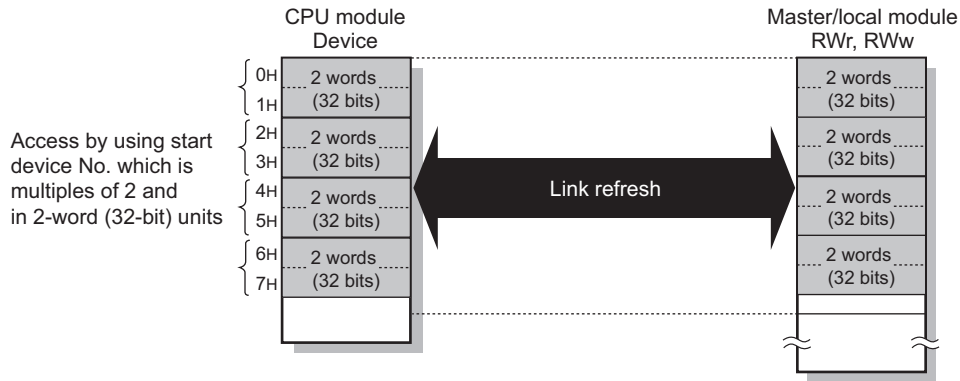 CPU module
Device
Master/local module
RWr, RWw
0H
1H
2H
3H
4H
5H
6H
7H
2 words
(32 bits)
2 words
(32 bits)
2 words
(32 bits)
2 words
(32 bits)
Access by using start
device No. which is
multiples of 2 and
in 2-word (32-bit) units
Link refresh
2 words
(32 bits)
2 words
(32 bits)
2 words
(32 bits)
2 words
(32 bits)